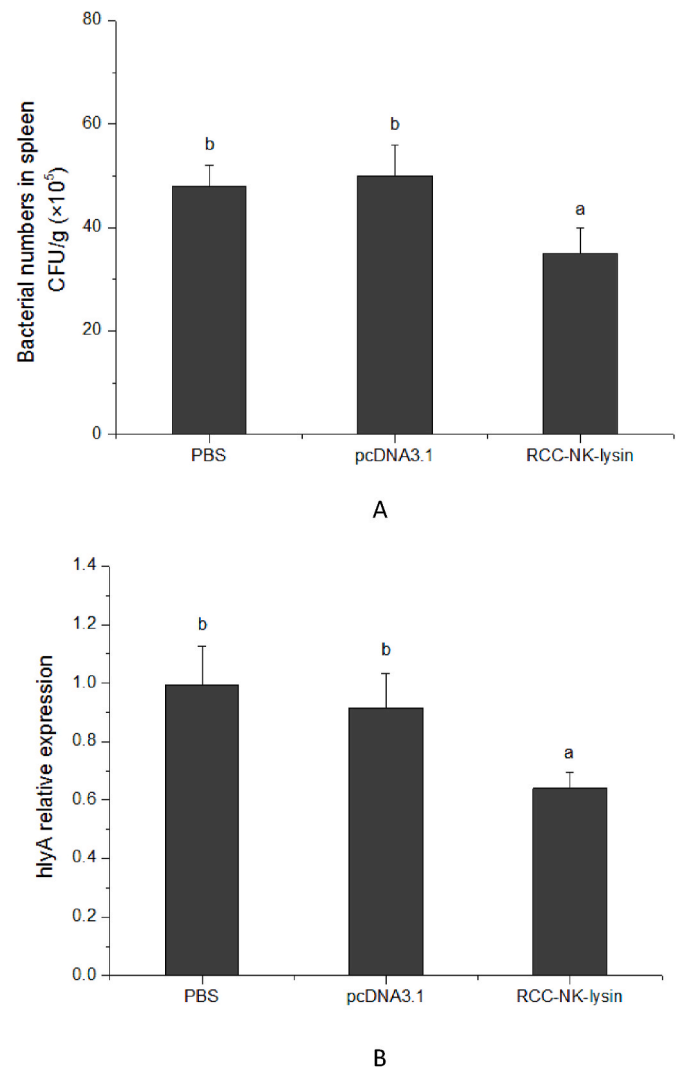 80
b
b
60
a
40
20
0
Bacterial numbers in spleen
CFU/g (×10⁵)
PBS pcDNA3.1 RCC-NK-lysin
A
1.4
1.2
b
b
1.0
a
0.8
0.6
0.4
0.2
0.0
hlyA relative expression
PBS pcDNA3.1 RCC-NK-lysin
B